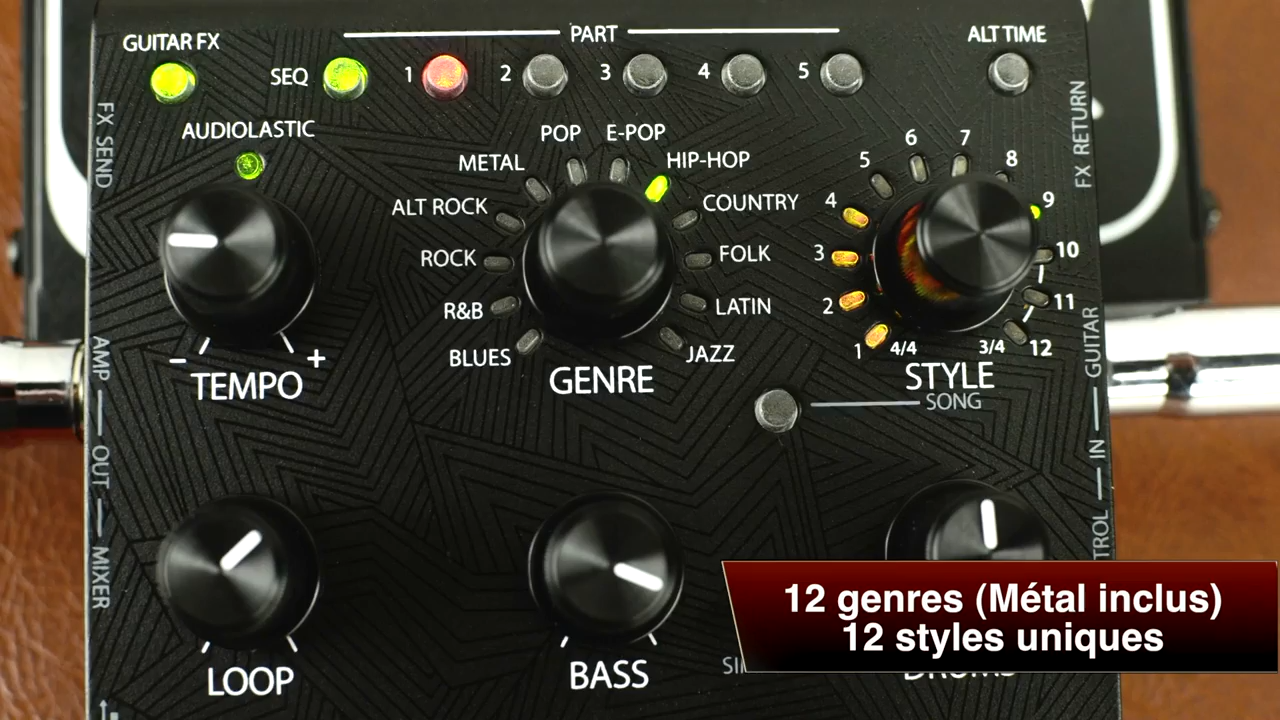 GUITAR FX
PART
ALT TIME
SEQ
1
2
3
4
5
AUDIOLASTIC
FX SEND
FX RETURN
BLUES
R&B
ROCK
ALT ROCK
METAL
POP
E-POP
HIP-HOP
COUNTRY
FOLK
LATIN
JAZZ
1
2
3
4
5
6
7
8
9
10
11
12
4/4
3/4
- +
TEMPO
GENRE
STYLE
SONG
AMP — OUT — MIXER
GUITAR — IN —
LOOP
BASS
12 genres (Métal inclus)
12 styles uniques